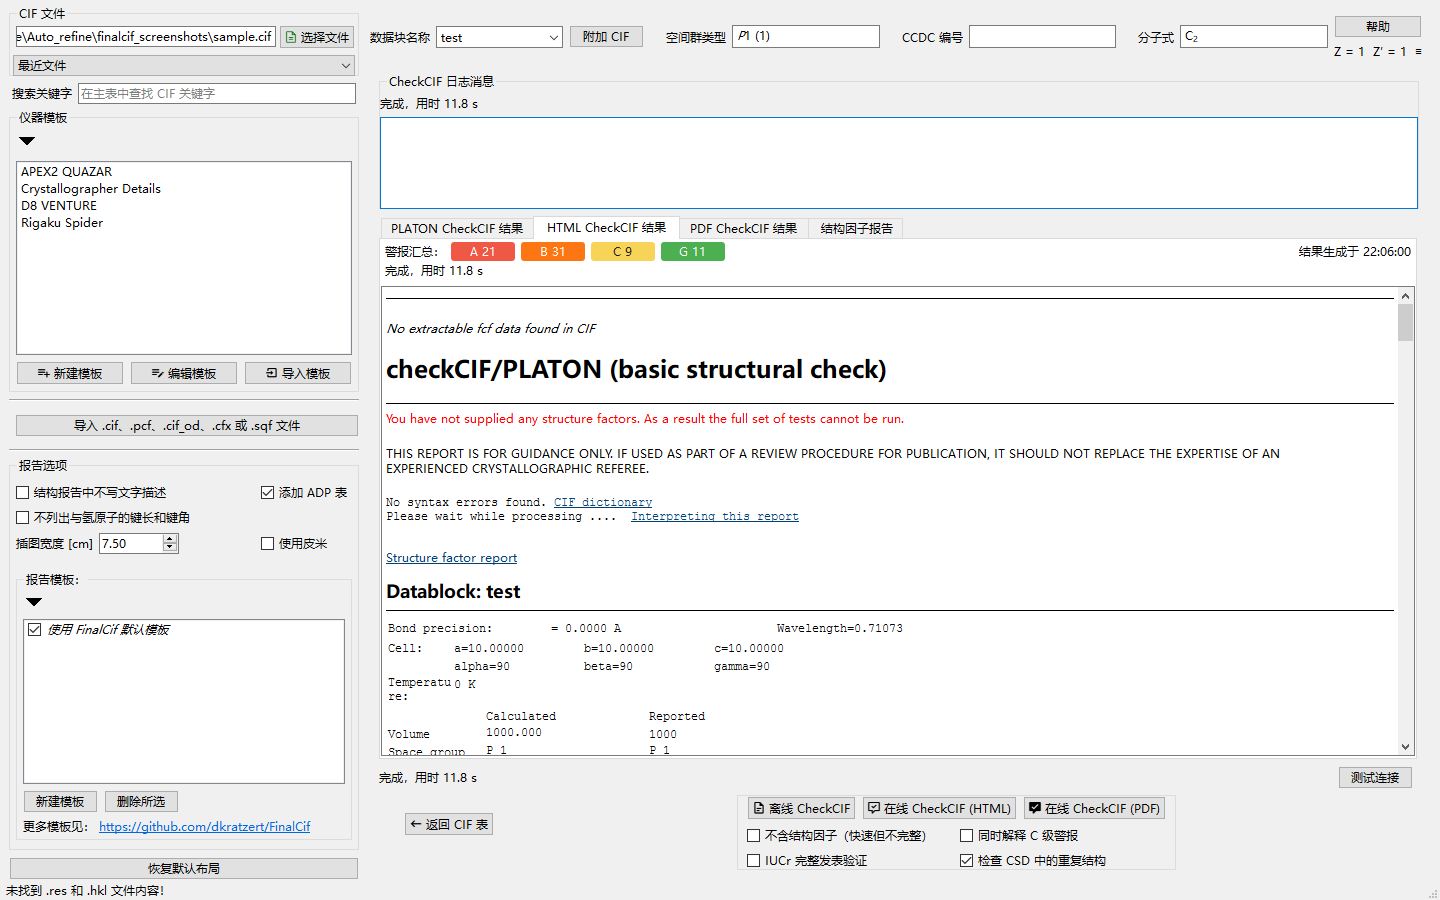 CIF 文件
e\Auto_refine\finalcif_screenshots\sample.cif
选择文件
最近文件
搜索关键字 在主表中查找 CIF 关键字
仪器模板
APEX2 QUAZAR
Crystallographer Details
D8 VENTURE
Rigaku Spider
新建模板 编辑模板 导入模板
导入 .cif、.pcf、.cif_od、.cfx 或 .sqf 文件
报告选项
结构报告中不写文字描述 添加 ADP 表
不列出与氢原子的键长和键角
插图宽度 [cm] 7.50 使用皮米
报告模板：
使用 FinalCif 默认模板
新建模板 删除所选
更多模板见： https://github.com/dkratzert/FinalCif
恢复默认布局
未找到 .res 和 .hkl 文件内容！
数据块名称 test 附加 CIF 空间群类型 P1 (1) CCDC 编号 分子式 C₂ 帮助
Z = 1 Z' = 1 ≡
CheckCIF 日志消息
完成，用时 11.8 s
PLATON CheckCIF 结果 HTML CheckCIF 结果 PDF CheckCIF 结果 结构因子报告
警报汇总： A 21 B 31 C 9 G 11 结果生成于 22:06:00
完成，用时 11.8 s
No extractable fcf data found in CIF
checkCIF/PLATON (basic structural check)
You have not supplied any structure factors. As a result the full set of tests cannot be run.
THIS REPORT IS FOR GUIDANCE ONLY. IF USED AS PART OF A REVIEW PROCEDURE FOR PUBLICATION, IT SHOULD NOT REPLACE THE EXPERTISE OF AN
EXPERIENCED CRYSTALLOGRAPHIC REFEREE.
No syntax errors found. CIF dictionary
Please wait while processing .... Interpreting this report
Structure factor report
Datablock: test
Bond precision: = 0.0000 A Wavelength=0.71073
Cell: a=10.00000 b=10.00000 c=10.00000
alpha=90 beta=90 gamma=90
Temperatu 0 K
re:
Calculated Reported
Volume 1000.000 1000
Space group P 1 P 1
完成，用时 11.8 s 测试连接
返回 CIF 表
离线 CheckCIF 在线 CheckCIF (HTML) 在线 CheckCIF (PDF)
不含结构因子（快速但不完整） 同时解释 C 级警报
IUCr 完整发表验证 检查 CSD 中的重复结构